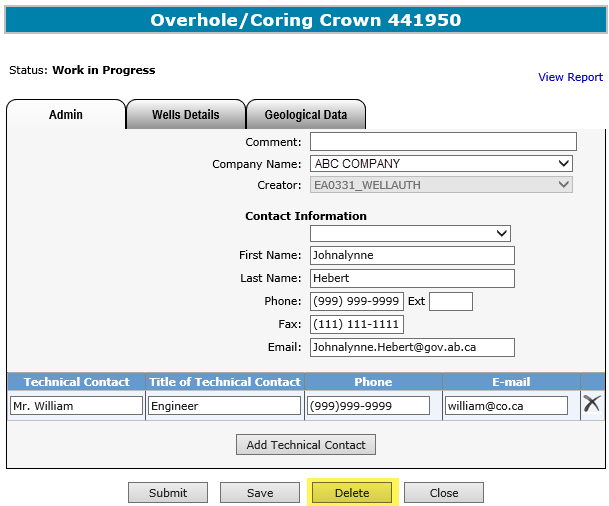 Overhole/Coring Crown 441950
Status: Work in Progress
View Report
Admin Wells Details Geological Data
Comment:
Company Name: ABC COMPANY
Creator: EA0331_WELLAUTH
Contact Information
First Name: Johnalynne
Last Name: Hebert
Phone: (999) 999-9999 Ext
Fax: (111) 111-1111
Email: Johnalynne.Hebert@gov.ab.ca
Technical Contact Title of Technical Contact Phone E-mail
Mr. William Engineer (999)999-9999 william@co.ca
Add Technical Contact
Submit Save Delete Close